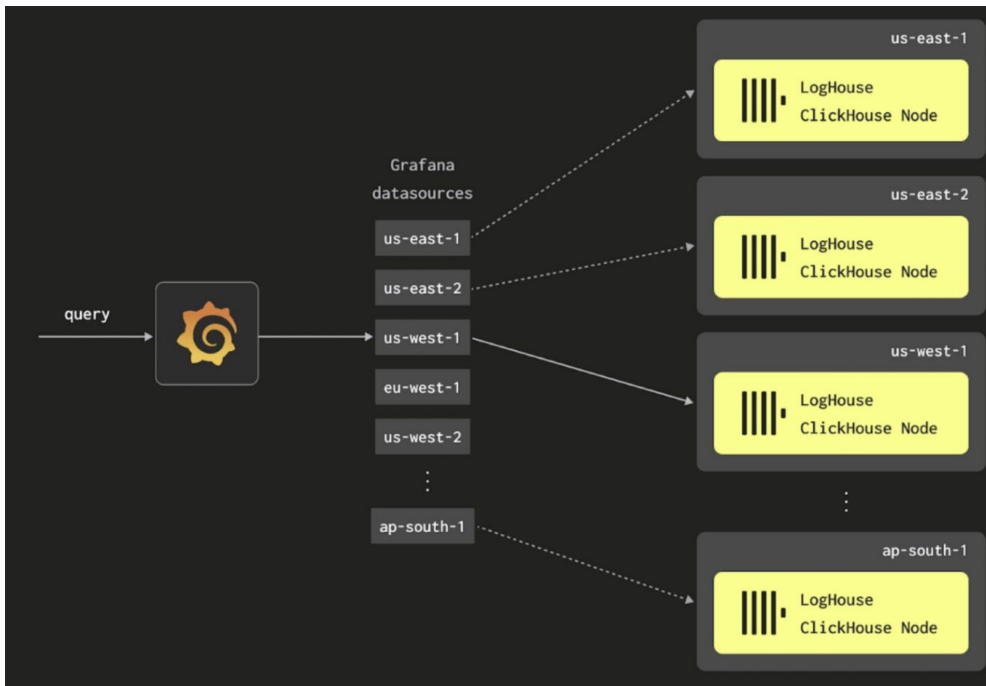 query
Grafana
datasources
us-east-1
us-east-2
us-west-1
eu-west-1
us-west-2
ap-south-1
us-east-1
LogHouse
ClickHouse Node
us-east-2
LogHouse
ClickHouse Node
us-west-1
LogHouse
ClickHouse Node
ap-south-1
LogHouse
ClickHouse Node